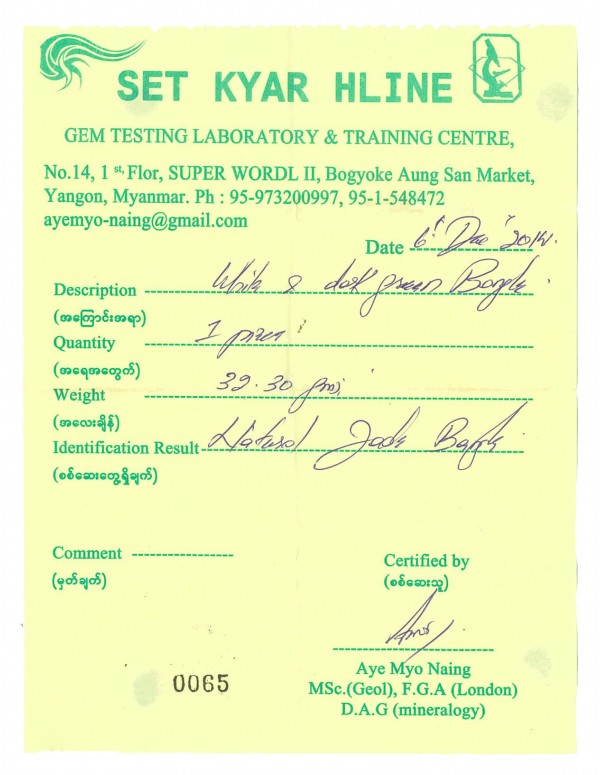 SET KYAR HLINE
GEM TESTING LABORATORY & TRAINING CENTRE,
No.14, 1 st, Flor, SUPER WORDL II, Bogyoke Aung San Market,
Yangon, Myanmar. Ph : 95-973200997, 95-1-548472
ayemyo-naing@gmail.com
Date 6 Dec 2014.
Description White & dark green Bangle
(အကြောင်းအရာ)
Quantity 1 piece
(အရေအတွက်)
Weight 39.30 gms
(အလေးချိန်)
Identification Result Natural Jade Bangle
(စစ်ဆေးတွေ့ရှိချက်)
Comment
(မှတ်ချက်)
Certified by
(စစ်ဆေးသူ)
Aye Myo Naing
MSc.(Geol), F.G.A (London)
D.A.G (mineralogy)
0065